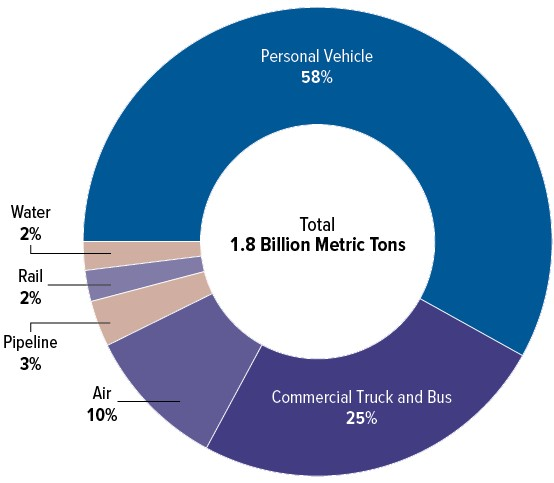 Personal Vehicle
58%
Total
1.8 Billion Metric Tons
Water
2%
Rail
2%
Pipeline
3%
Air
10%
Commercial Truck and Bus
25%